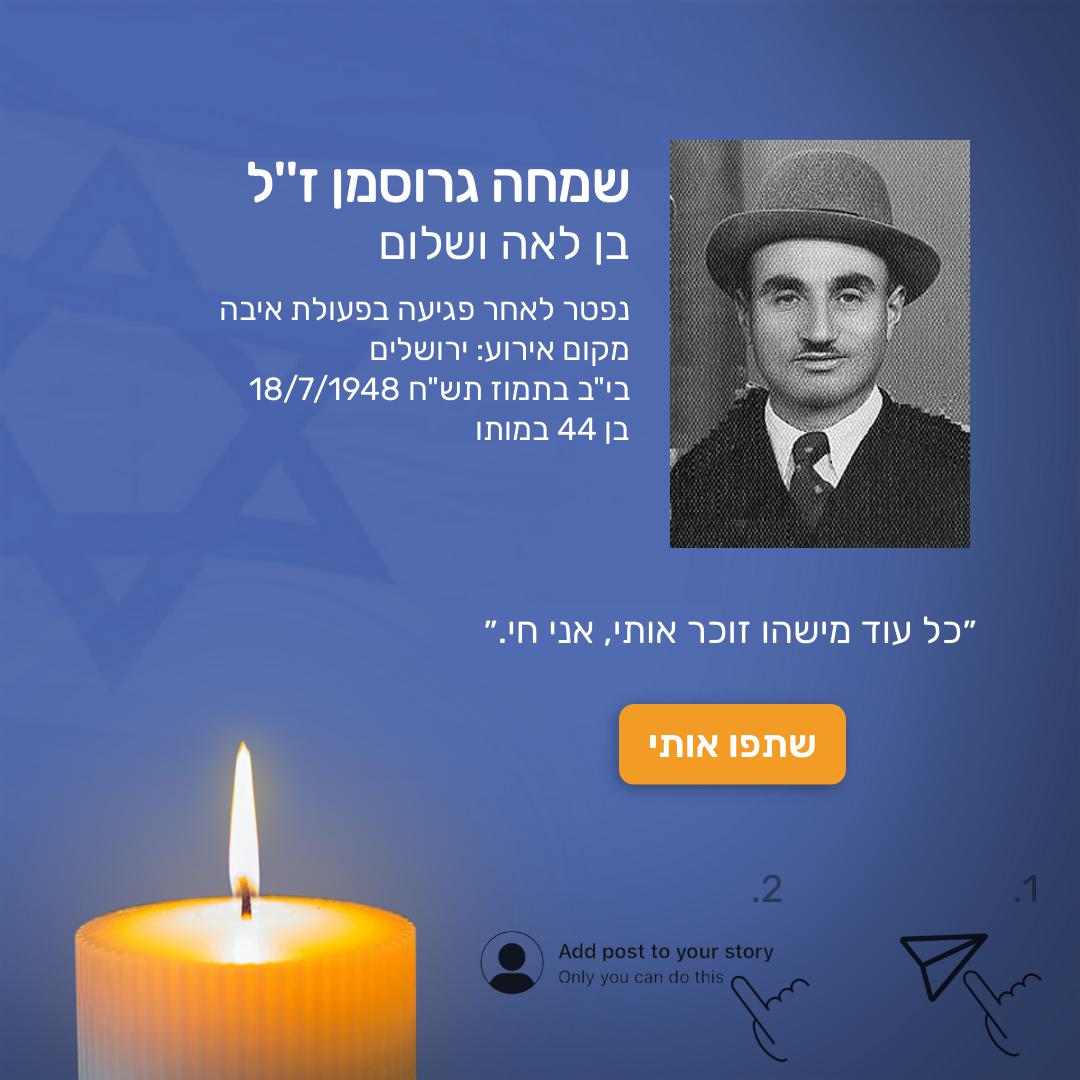 שמחה גרוסמן ז"ל
בן לאה ושלום
נפטר לאחר פגיעה בפעולת איבה
מקום אירוע: ירושלים
בי"ב בתמוז תש"ח 18/7/1948
בן 44 במותו
״כל עוד מישהו זוכר אותי, אני חי.״
שתפו אותי
1.
2.
Add post to your story
Only you can do this